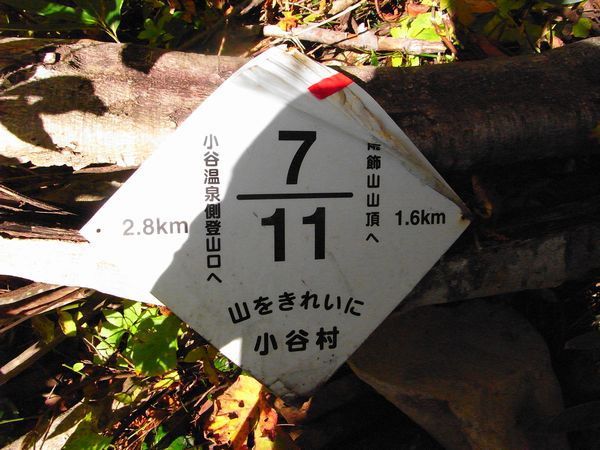 7
11
小谷温泉側登山口へ
2.8km
飾山山頂へ
1.6km
山をきれいに
小谷村